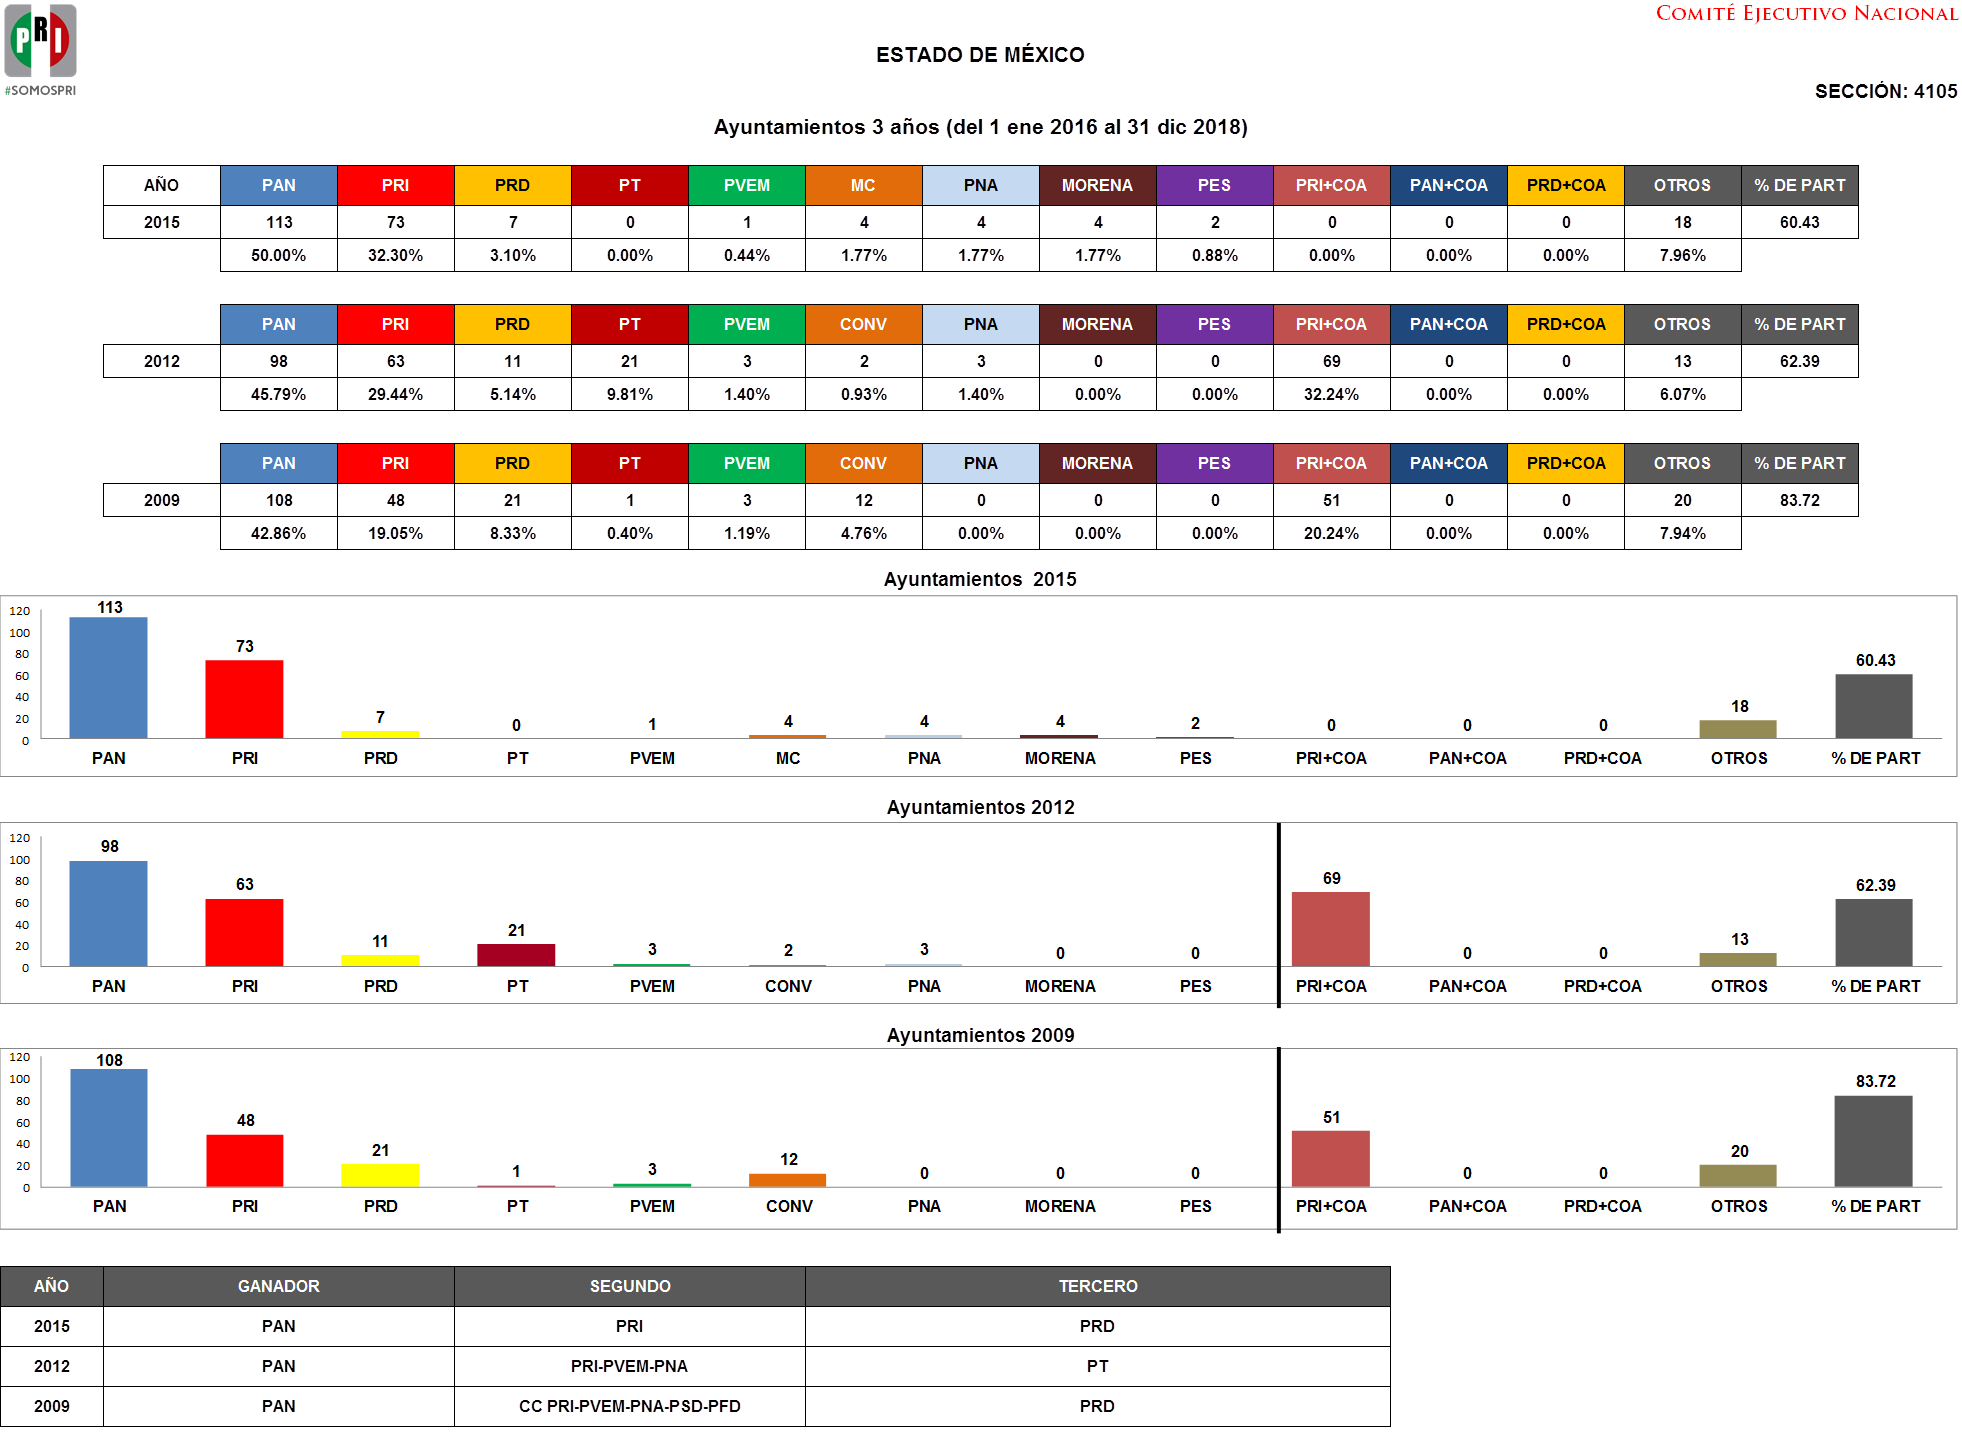 PRI
#SOMOSPRI
COMITÉ EJECUTIVO NACIONAL
ESTADO DE MÉXICO
SECCIÓN: 4105
Ayuntamientos 3 años (del 1 ene 2016 al 31 dic 2018)
AÑO PAN PRI PRD PT PVEM MC PNA MORENA PES PRI+COA PAN+COA PRD+COA OTROS % DE PART
2015 113 73 7 0 1 4 4 4 2 0 0 0 18 60.43
50.00% 32.30% 3.10% 0.00% 0.44% 1.77% 1.77% 1.77% 0.88% 0.00% 0.00% 0.00% 7.96%
PAN PRI PRD PT PVEM CONV PNA MORENA PES PRI+COA PAN+COA PRD+COA OTROS % DE PART
2012 98 63 11 21 3 2 3 0 0 69 0 0 13 62.39
45.79% 29.44% 5.14% 9.81% 1.40% 0.93% 1.40% 0.00% 0.00% 32.24% 0.00% 0.00% 6.07%
PAN PRI PRD PT PVEM CONV PNA MORENA PES PRI+COA PAN+COA PRD+COA OTROS % DE PART
2009 108 48 21 1 3 12 0 0 0 51 0 0 20 83.72
42.86% 19.05% 8.33% 0.40% 1.19% 4.76% 0.00% 0.00% 0.00% 20.24% 0.00% 0.00% 7.94%
Ayuntamientos 2015
120
100
80
60
40
20
0
113 73 7 0 1 4 4 4 2 0 0 0 18 60.43
PAN PRI PRD PT PVEM MC PNA MORENA PES PRI+COA PAN+COA PRD+COA OTROS % DE PART
Ayuntamientos 2012
120
100
80
60
40
20
0
98 63 11 21 3 2 3 0 0 69 0 0 13 62.39
PAN PRI PRD PT PVEM CONV PNA MORENA PES PRI+COA PAN+COA PRD+COA OTROS % DE PART
Ayuntamientos 2009
120
100
80
60
40
20
0
108 48 21 1 3 12 0 0 0 51 0 0 20 83.72
PAN PRI PRD PT PVEM CONV PNA MORENA PES PRI+COA PAN+COA PRD+COA OTROS % DE PART
AÑO GANADOR SEGUNDO TERCERO
2015 PAN PRI PRD
2012 PAN PRI-PVEM-PNA PT
2009 PAN CC PRI-PVEM-PNA-PSD-PFD PRD